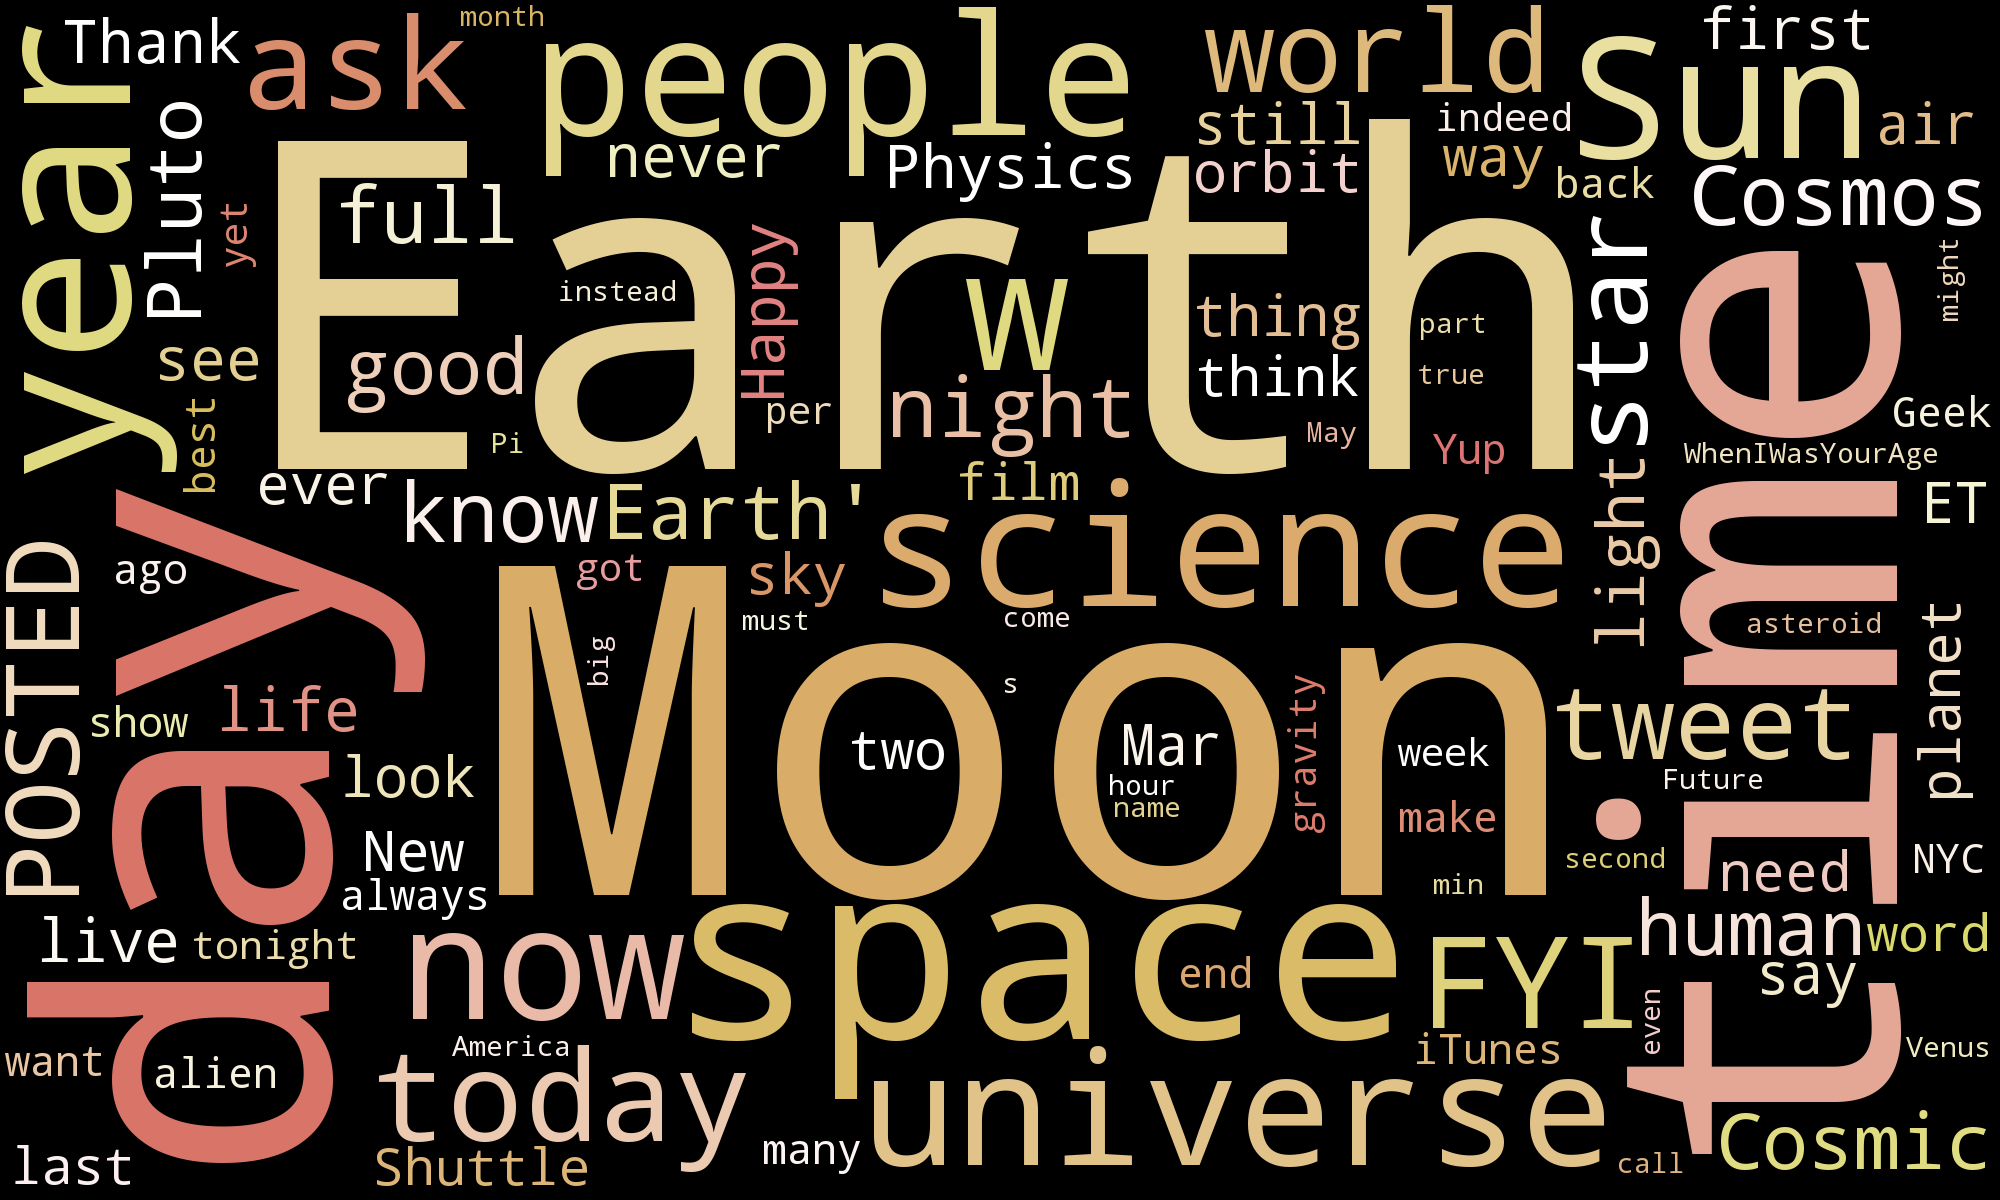 month
Thank
ask
people
world
Sun
first
year
Pluto
yet
never
Physics
still
indeed
air
orbit
way
back
Cosmos
Earth
full
Happy
w
star
time
might
instead
thing
part
see
good
night
think
true
best
per
Geek
Pi
May
Yup
WhenIWasYourAge
ever
know
Earth'
film
science
light
ET
day
POSTED
ago
got
sky
Moon
big
must
come
asteroid
planet
s
show
life
gravity
tweet
look
two
Mar
week
hour
name
Future
make
New
always
min
second
need
NYC
live
tonight
now
space
end
FYI
human
word
say
even
want
alien
America
today
universe
iTunes
Venus
last
Shuttle
many
call
Cosmic